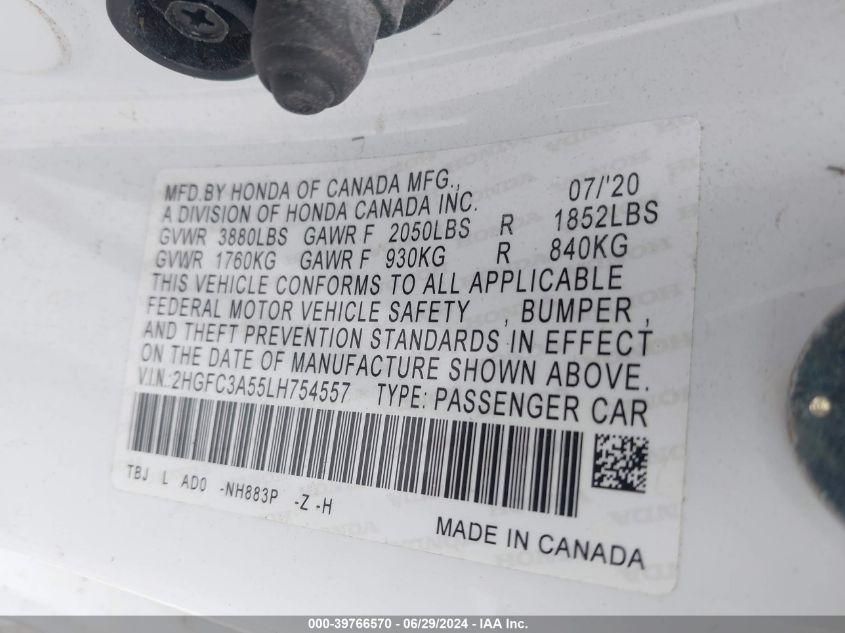 MFD.BY HONDA OF CANADA MFG., 07/'20
A DIVISION OF HONDA CANADA INC.
GVWR 3880LBS GAWR F 2050LBS R 1852LBS
GVWR 1760KG GAWR F 930KG R 840KG
THIS VEHICLE CONFORMS TO ALL APPLICABLE
FEDERAL MOTOR VEHICLE SAFETY , BUMPER ,
AND THEFT PREVENTION STANDARDS IN EFFECT
ON THE DATE OF MANUFACTURE SHOWN ABOVE.
V.I.N.:2HGFC3A55LH754557 TYPE: PASSENGER CAR
TBJ L AD0 -NH883P -Z -H
MADE IN CANADA
000-39766570 - 06/29/2024 - IAA Inc.